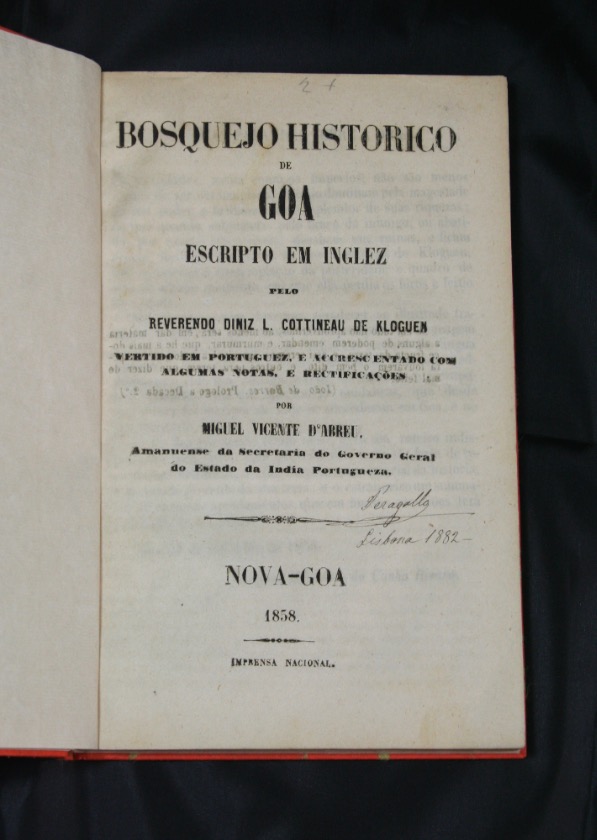 BOSQUEJO HISTORICO
DE
GOA
ESCRIPTO EM INGLEZ
PELO
REVERENDO DINIZ L. COTTINEAU DE KLOGUEN
VERTIDO EM PORTUGUEZ, E ACCRESCENTADO COM
ALGUMAS NOTAS, E RECTIFICAÇÕES
POR
MIGUEL VICENTE D'ABREU.
Amanuense da Secretaria do Governo Geral
do Estado da India Portugueza.
Peragallo
Lisbona 1882
NOVA-GOA
1858.
IMPRENSA NACIONAL.